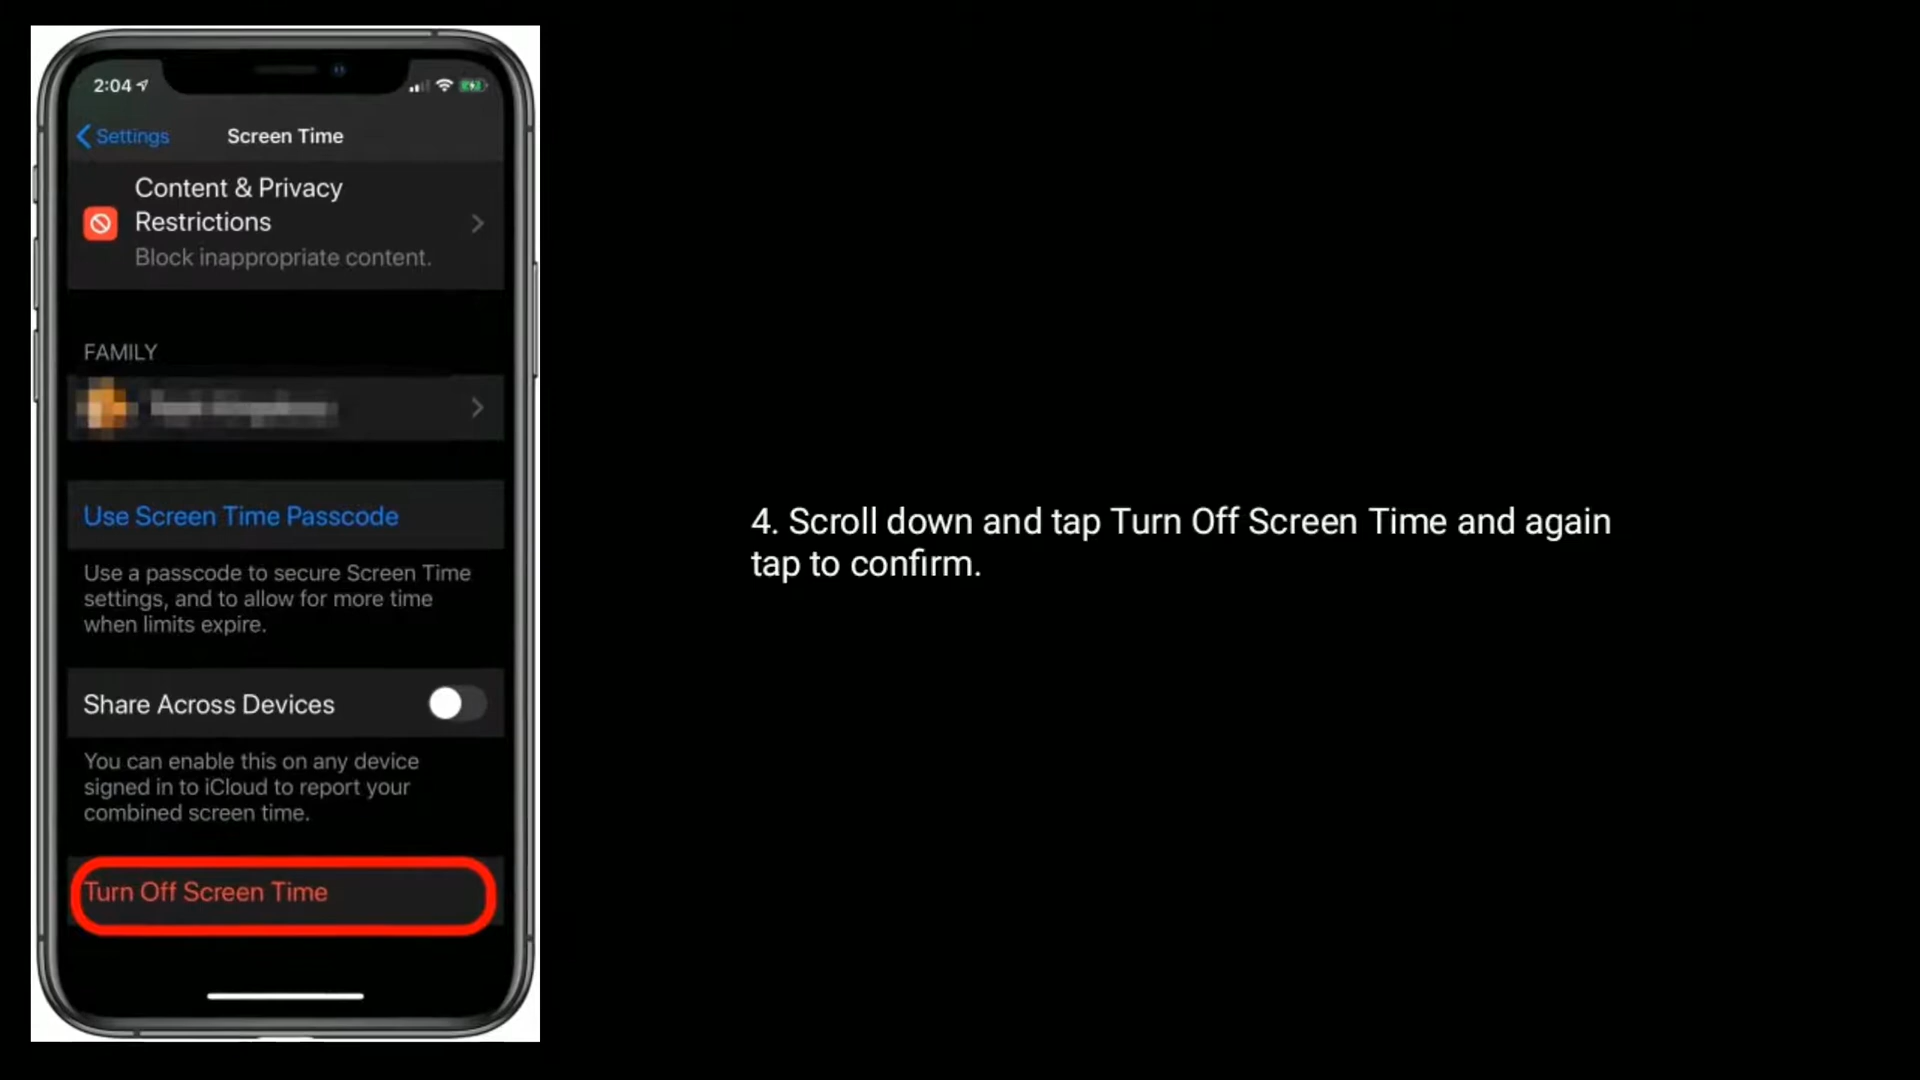 2:04
Settings
Screen Time
Content & Privacy
Restrictions
Block inappropriate content.
FAMILY
Use Screen Time Passcode
Use a passcode to secure Screen Time
settings, and to allow for more time
when limits expire.
Share Across Devices
You can enable this on any device
signed in to iCloud to report your
combined screen time.
Turn Off Screen Time
4. Scroll down and tap Turn Off Screen Time and again
tap to confirm.